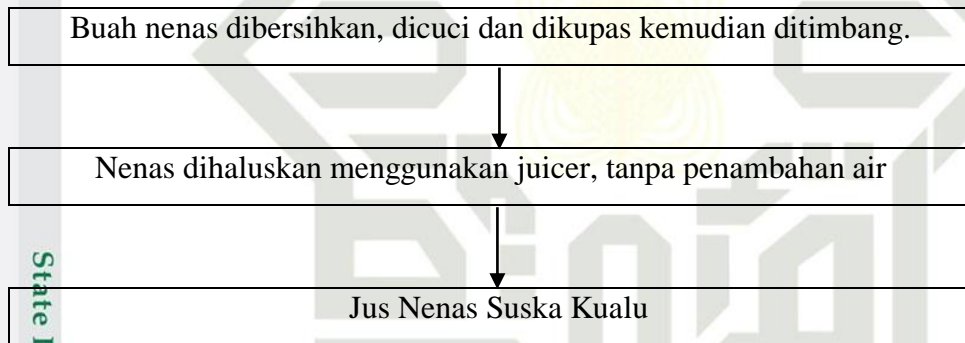 Buah nenas dibersihkan, dicuci dan dikupas kemudian ditimbang.
Nenas dihaluskan menggunakan juicer, tanpa penambahan air
Jus Nenas Suska Kualu
State I